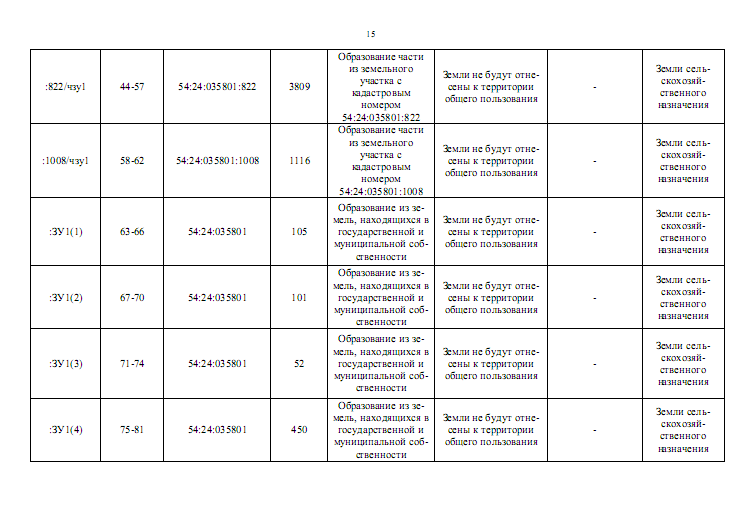 15
:822/чзу1
44-57
54:24:035801:822
3809
Образование части
из земельного
участка с
кадастровым
номером
54:24:035801:822
Земли не будут отне-
сены к территории
общего пользования
-
Земли сель-
скохозяй-
ственного
назначения
:1008/чзу1
58-62
54:24:035801:1008
1116
Образование части
из земельного
участка с
кадастровым
номером
54:24:035801:1008
Земли не будут отне-
сены к территории
общего пользования
-
Земли сель-
скохозяй-
ственного
назначения
:ЗУ1(1)
63-66
54:24:035801
105
Образование из зе-
мель, находящихся в
государственной и
муниципальной соб-
ственности
Земли не будут отне-
сены к территории
общего пользования
-
Земли сель-
скохозяй-
ственного
назначения
:ЗУ1(2)
67-70
54:24:035801
101
Образование из зе-
мель, находящихся в
государственной и
муниципальной соб-
ственности
Земли не будут отне-
сены к территории
общего пользования
-
Земли сель-
скохозяй-
ственного
назначения
:ЗУ1(3)
71-74
54:24:035801
52
Образование из зе-
мель, находящихся в
государственной и
муниципальной соб-
ственности
Земли не будут отне-
сены к территории
общего пользования
-
Земли сель-
скохозяй-
ственного
назначения
:ЗУ1(4)
75-81
54:24:035801
450
Образование из зе-
мель, находящихся в
государственной и
муниципальной соб-
ственности
Земли не будут отне-
сены к территории
общего пользования
-
Земли сель-
скохозяй-
ственного
назначения